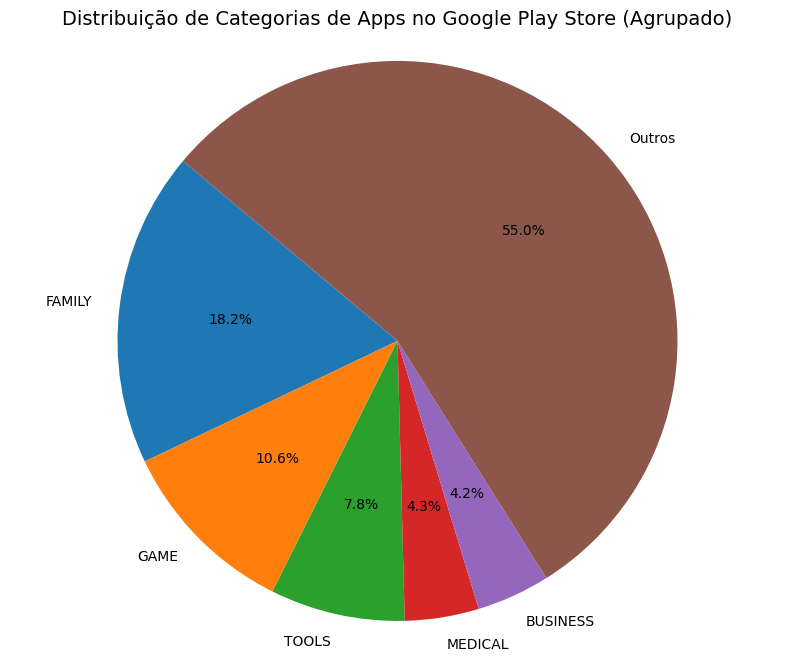 Distribuição de Categorias de Apps no Google Play Store (Agrupado)
Outros
55.0%
FAMILY
18.2%
GAME
10.6%
TOOLS
7.8%
MEDICAL
4.3%
BUSINESS
4.2%